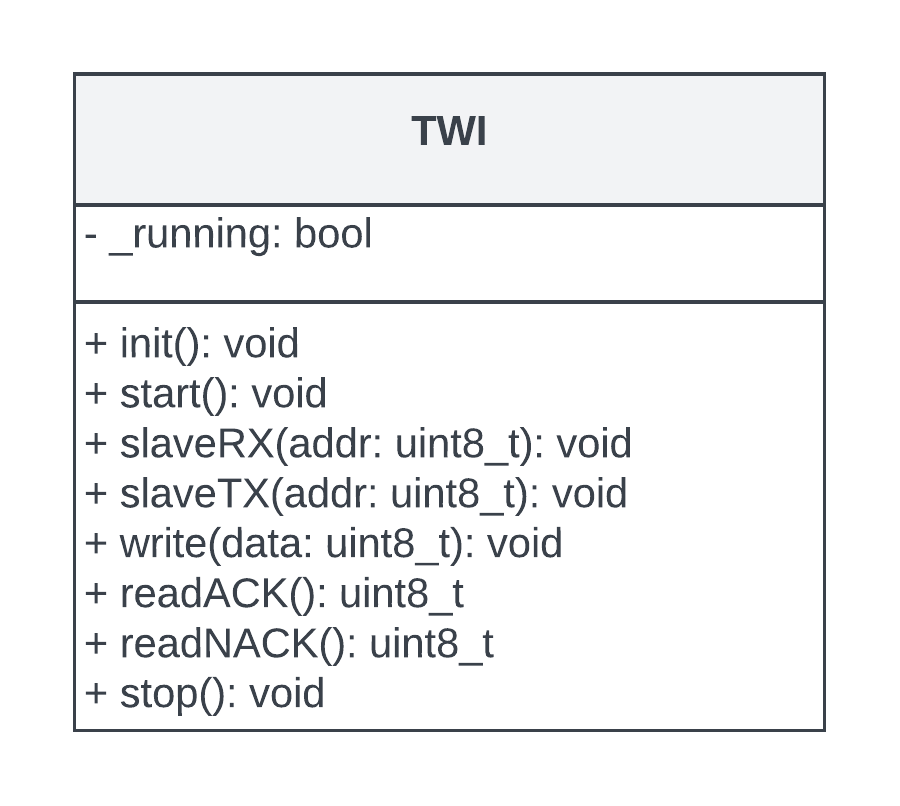 TWI
- _running: bool
+ init(): void
+ start(): void
+ slaveRX(addr: uint8_t): void
+ slaveTX(addr: uint8_t): void
+ write(data: uint8_t): void
+ readACK(): uint8_t
+ readNACK(): uint8_t
+ stop(): void